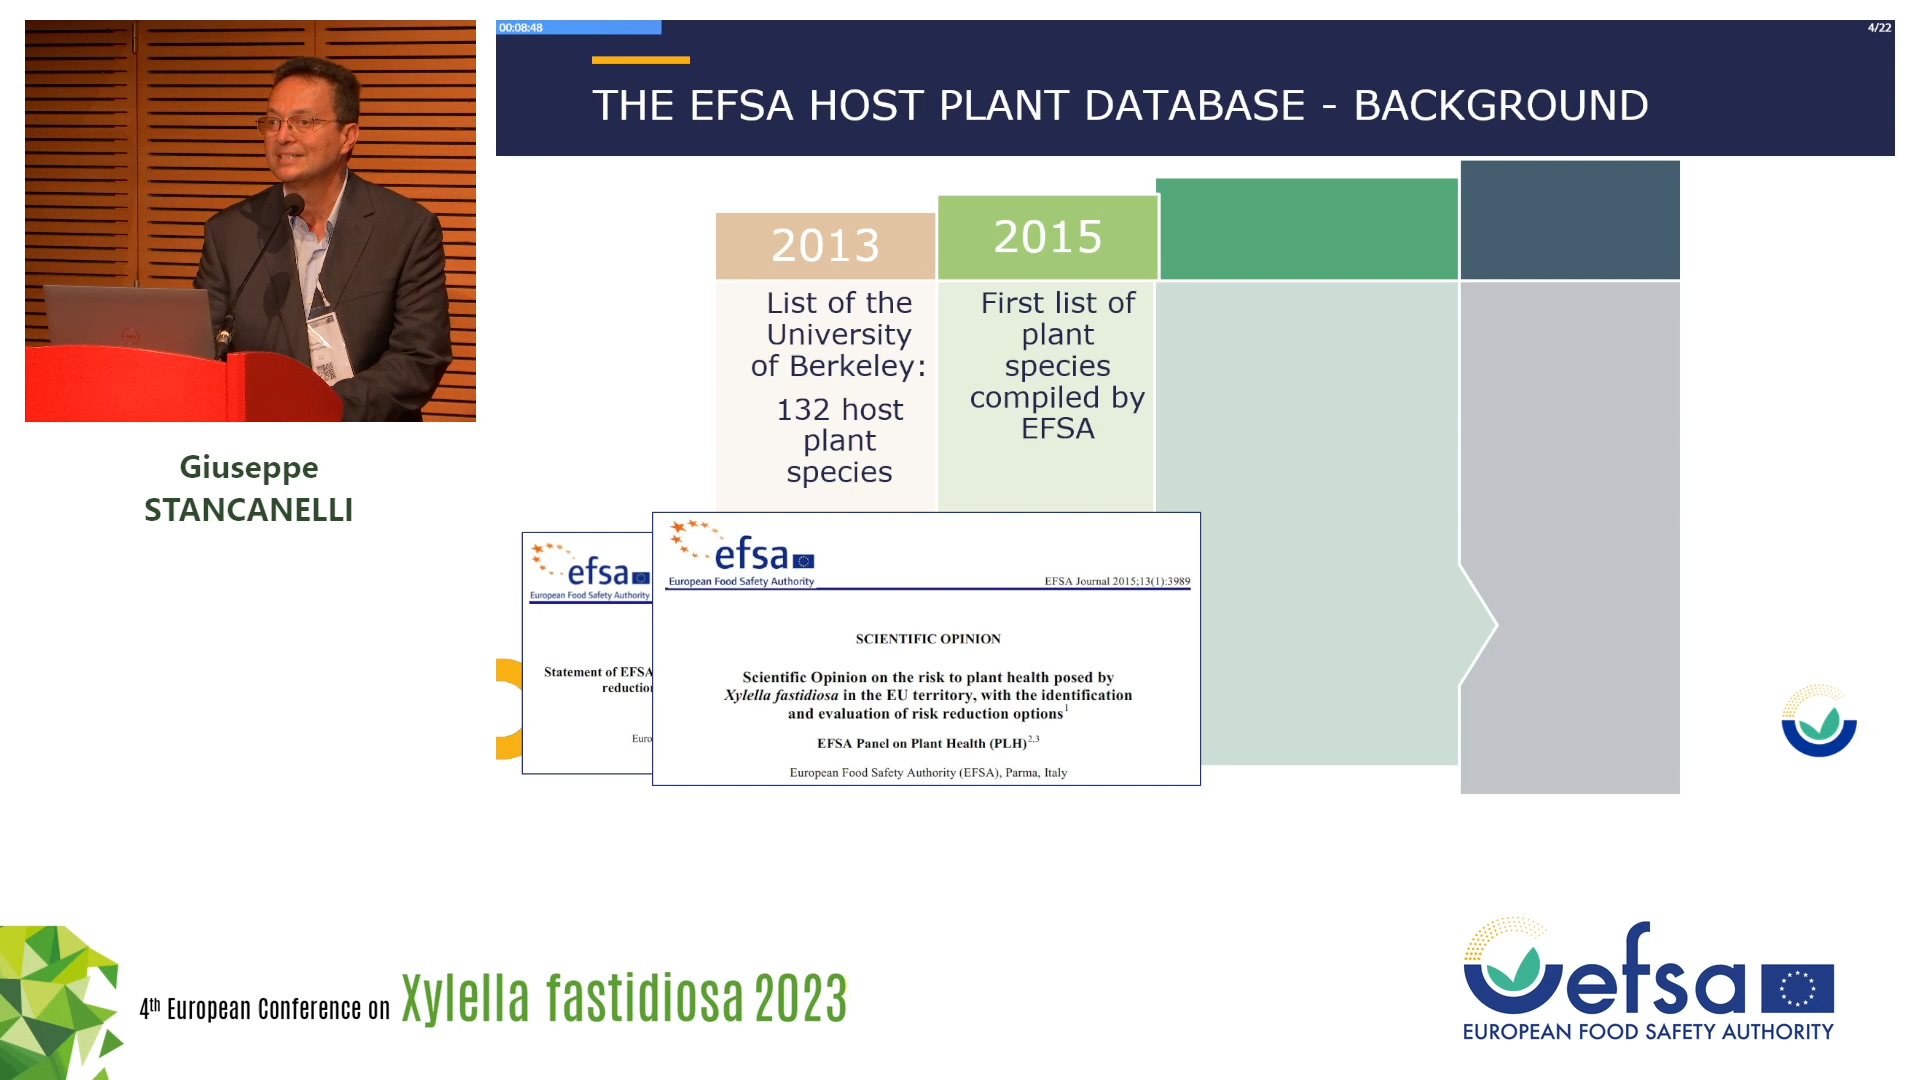 00:08:48
4/22
THE EFSA HOST PLANT DATABASE - BACKGROUND
2013
List of the
University
of Berkeley:
132 host
plant
species
2015
First list of
plant
species
compiled by
EFSA
efsa
European Food Safety Authority
Statement of EFSA
reduction
Euro
efsa
European Food Safety Authority
EFSA Journal 2015;13(1):3989
SCIENTIFIC OPINION
Scientific Opinion on the risk to plant health posed by
Xylella fastidiosa in the EU territory, with the identification
and evaluation of risk reduction options1
EFSA Panel on Plant Health (PLH)2,3
European Food Safety Authority (EFSA), Parma, Italy
Giuseppe
STANCANELLI
4th European Conference on Xylella fastidiosa 2023
efsa
EUROPEAN FOOD SAFETY AUTHORITY